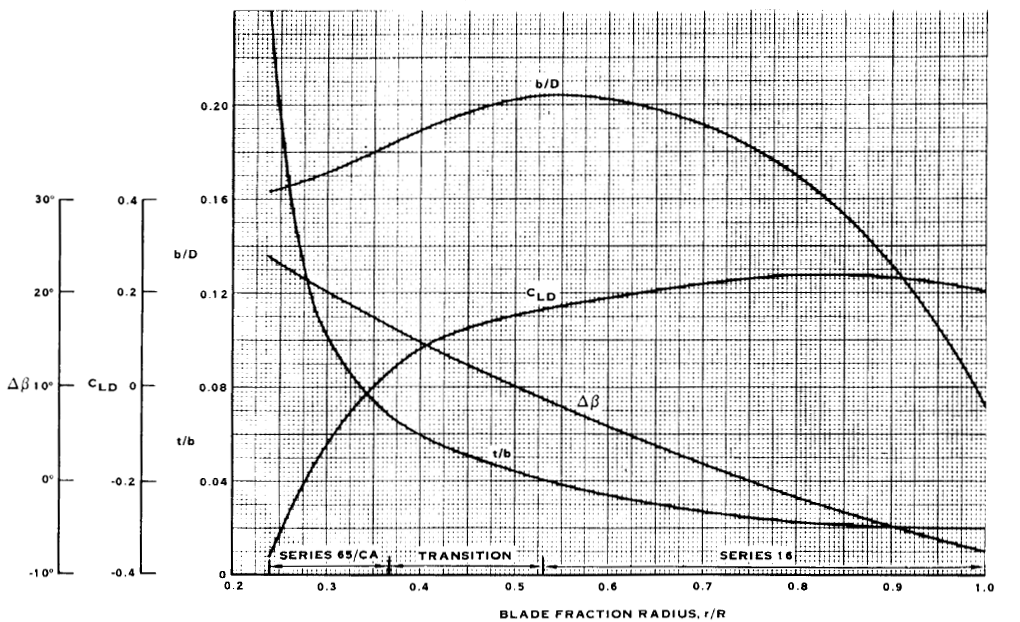 b/D
0.20
30°
0.4
0.16
b/D
20°
0.2
0.12
C_LD
Δβ 10°
C_LD 0
0.08
Δβ
t/b
t/b
0°
-0.2
0.04
SERIES 65/CA
TRANSITION
SERIES 16
-10°
-0.4
0
0.2
0.3
0.4
0.5
0.6
0.7
0.8
0.9
1.0
BLADE FRACTION RADIUS, r/R